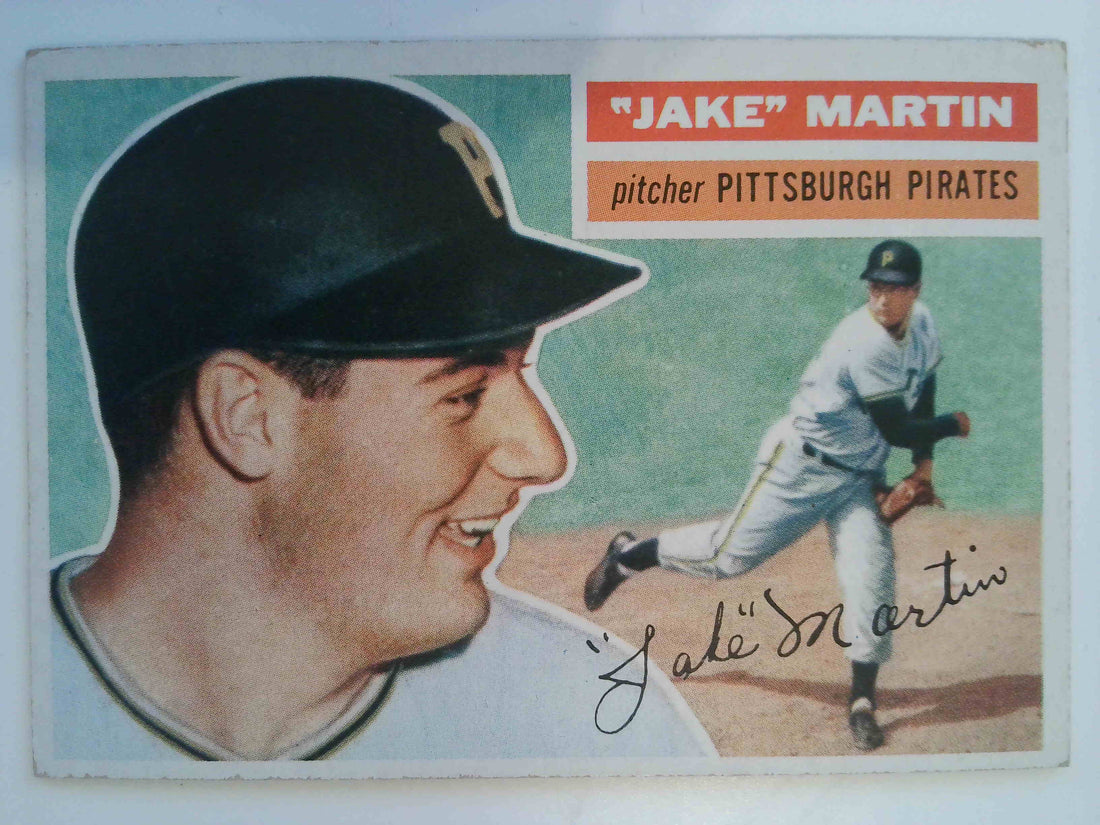 "JAKE" MARTIN
pitcher PITTSBURGH PIRATES
P
P
"Jake" Martin